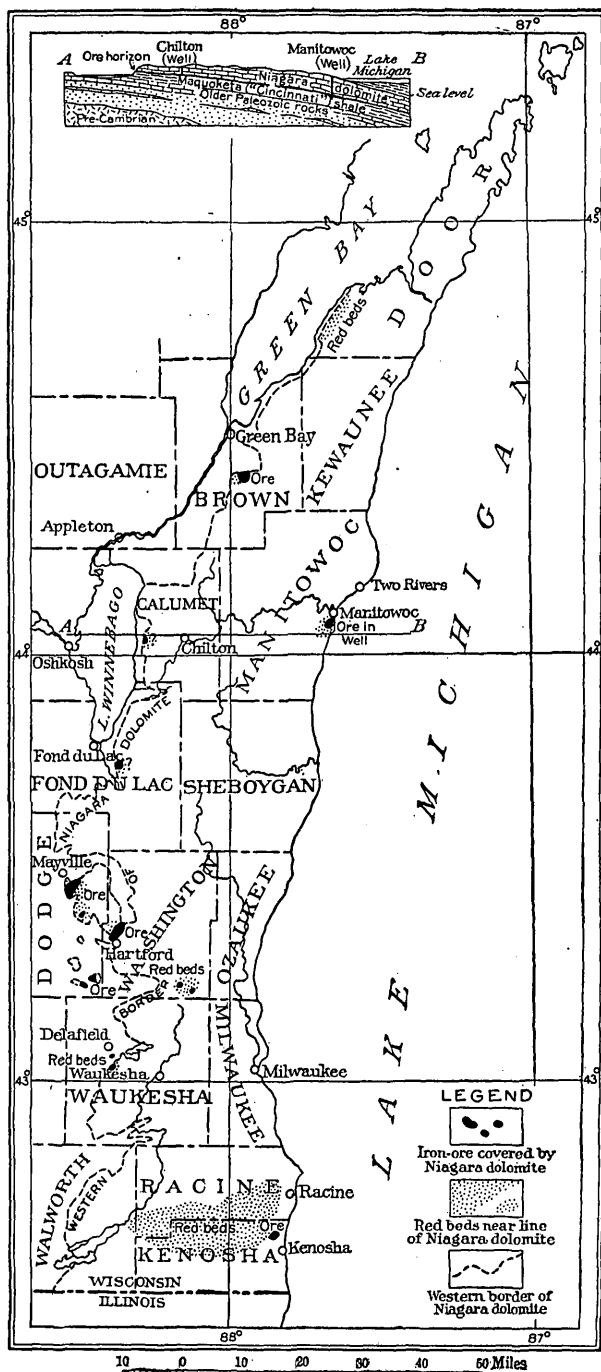 88°
87°
A
Ore horizon
Chilton
(Well)
Manitowoc
(Well)
Lake
Michigan
B
Niagara dolomite
Maquoketa ("Cincinnati") shale
Older Paleozoic rocks
Pre-Cambrian
Sea level
45°
45°
GREEN BAY
DOOR
Red beds
Green Bay
KEWAUNEE
OUTAGAMIE
Ore
BROWN
Appleton
MANITOWOC
Two Rivers
CALUMET
Manitowoc
Ore in
Well
A
B
Oshkosh
Chilton
44°
44°
L. WINNEBAGO
DOLOMITE
Fond du Lac
?
FOND DU LAC
SHEBOYGAN
NIAGARA
DODGE
Mayville
Ore
OF
WASHINGTON
OZAUKEE
Ore
Hartford
Red beds
Ore
BORDER
Delafield
Red beds
Waukesha
MILWAUKEE
Milwaukee
43°
43°
WAUKESHA
LAKE MICHIGAN
LEGEND
Iron-ore covered by
Niagara dolomite
Red beds near line
of Niagara dolomite
Western border of
Niagara dolomite
WALWORTH
WESTERN
RACINE
Racine
Red beds
Ore
KENOSHA
Kenosha
WISCONSIN
ILLINOIS
88°
87°
10 0 10 20 30 40 50 Miles